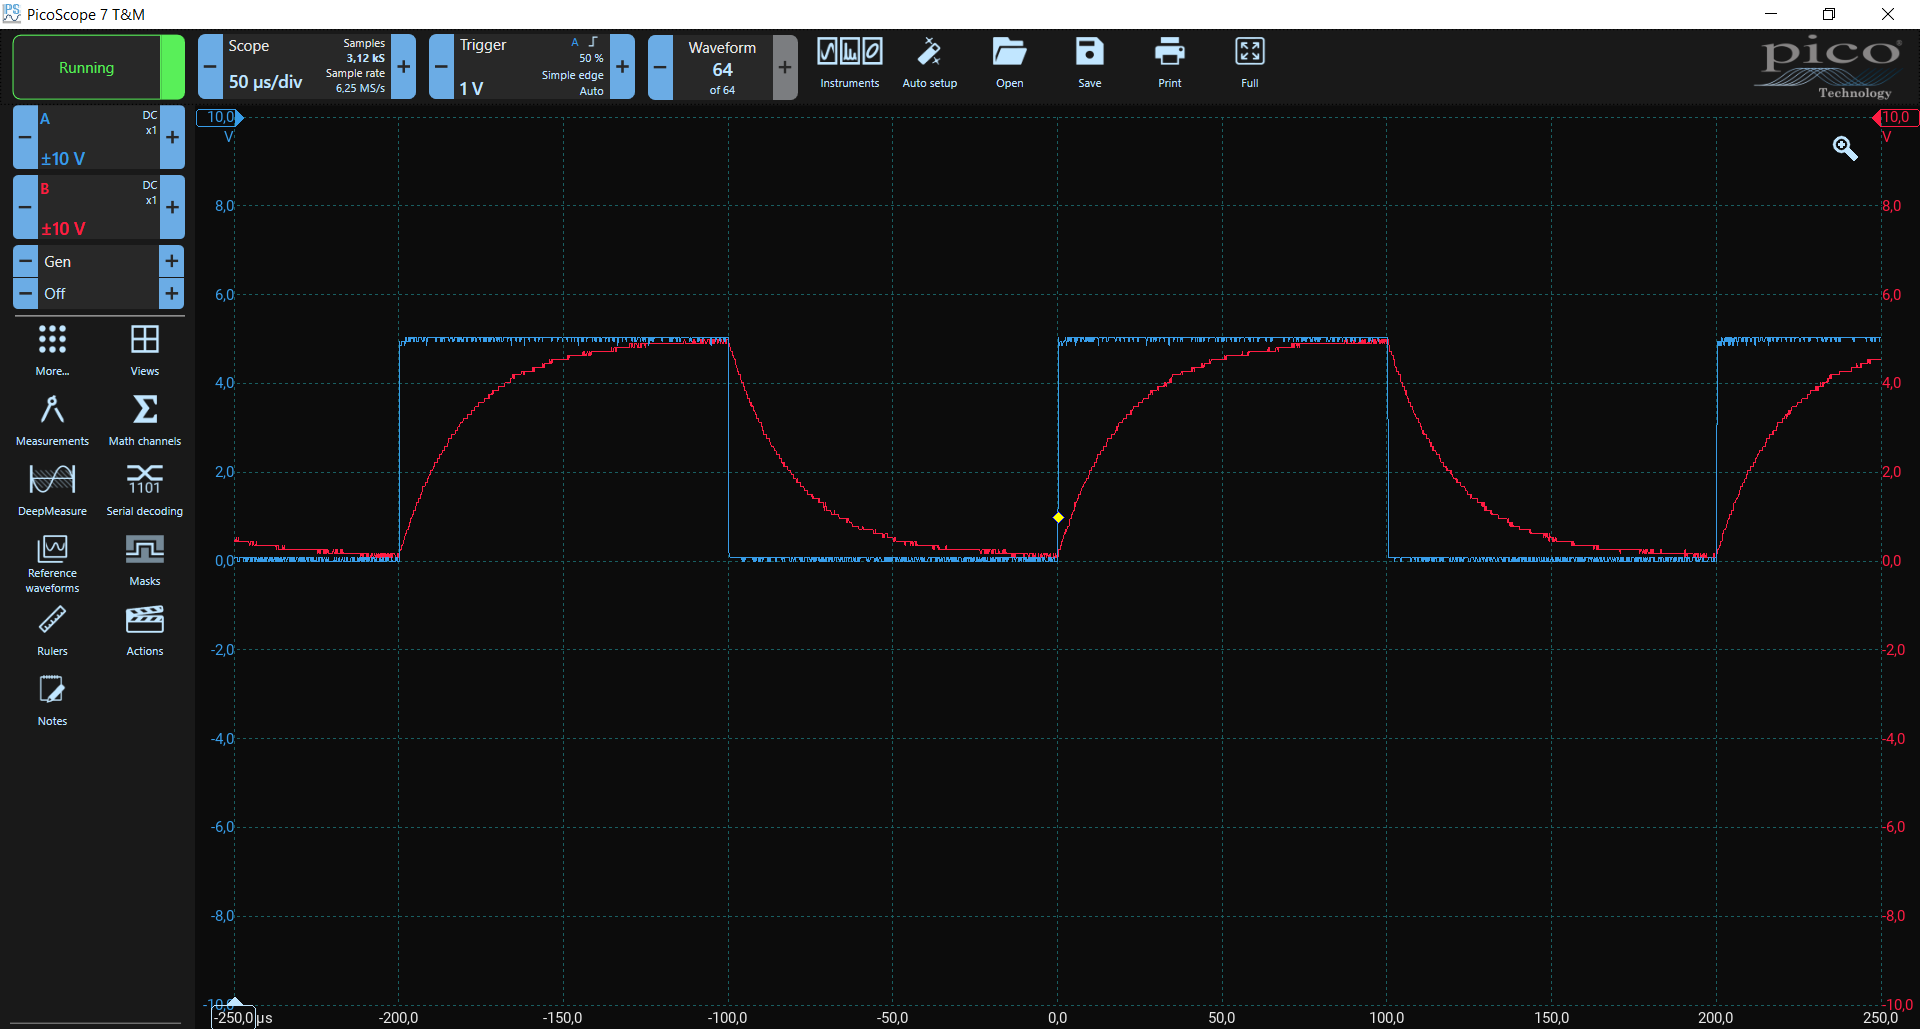 PicoScope 7 T&M
Running
Scope
50 µs/div
Samples
3,12 kS
Sample rate
6,25 MS/s
Trigger
1 V
A
50 %
Simple edge
Auto
Waveform
64
of 64
Instruments
Auto setup
Open
Save
Print
Full
pico
Technology
A
DC
x1
±10 V
B
DC
x1
±10 V
Gen
Off
More...
Views
Measurements
Math channels
DeepMeasure
1101
Serial decoding
Reference
waveforms
Masks
Rulers
Actions
Notes
10,0
V
8,0
6,0
4,0
2,0
0,0
-2,0
-4,0
-6,0
-8,0
-10,0
10,0
V
8,0
6,0
4,0
2,0
0,0
-2,0
-4,0
-6,0
-8,0
-10,0
-250,0 µs
-200,0
-150,0
-100,0
-50,0
0,0
50,0
100,0
150,0
200,0
250,0